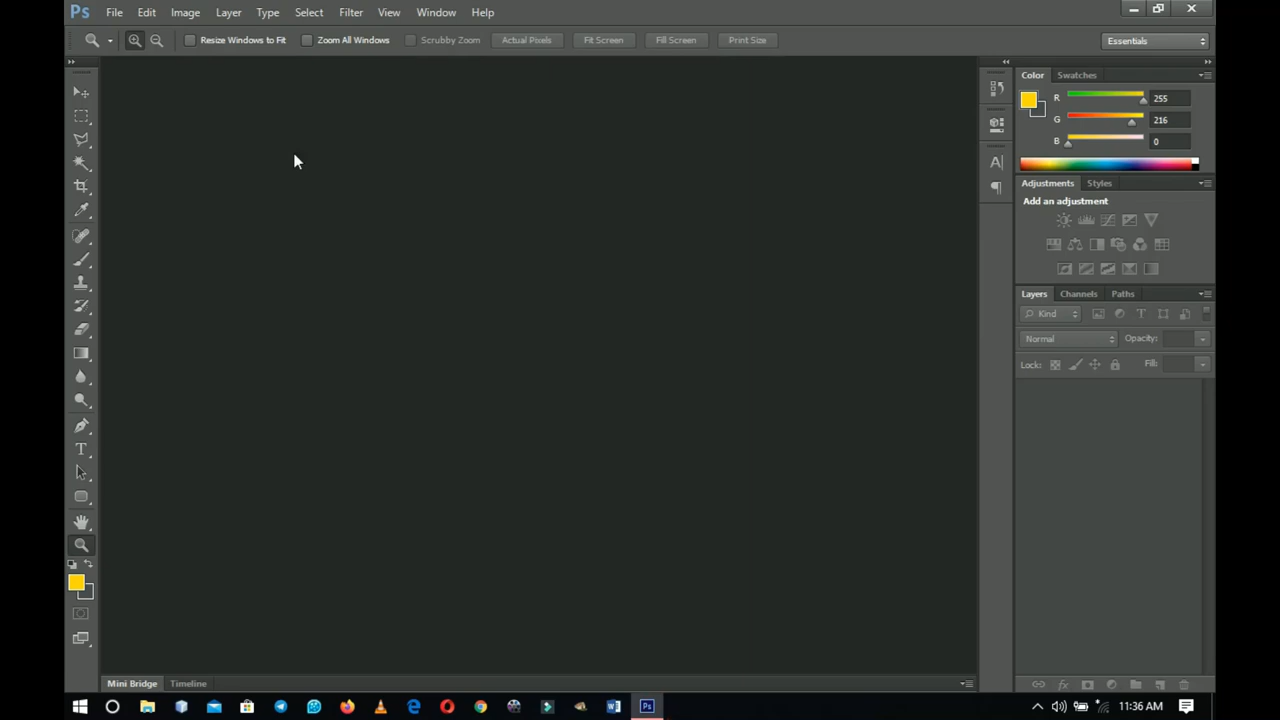 Ps File Edit Image Layer Type Select Filter View Window Help
Resize Windows to Fit Zoom All Windows Scrubby Zoom Actual Pixels Fit Screen Fill Screen Print Size Essentials
Color Swatches
R 255
G 216
B 0
Adjustments Styles
Add an adjustment
Layers Channels Paths
Kind
Normal Opacity:
Lock: Fill:
Mini Bridge Timeline
11:36 AM